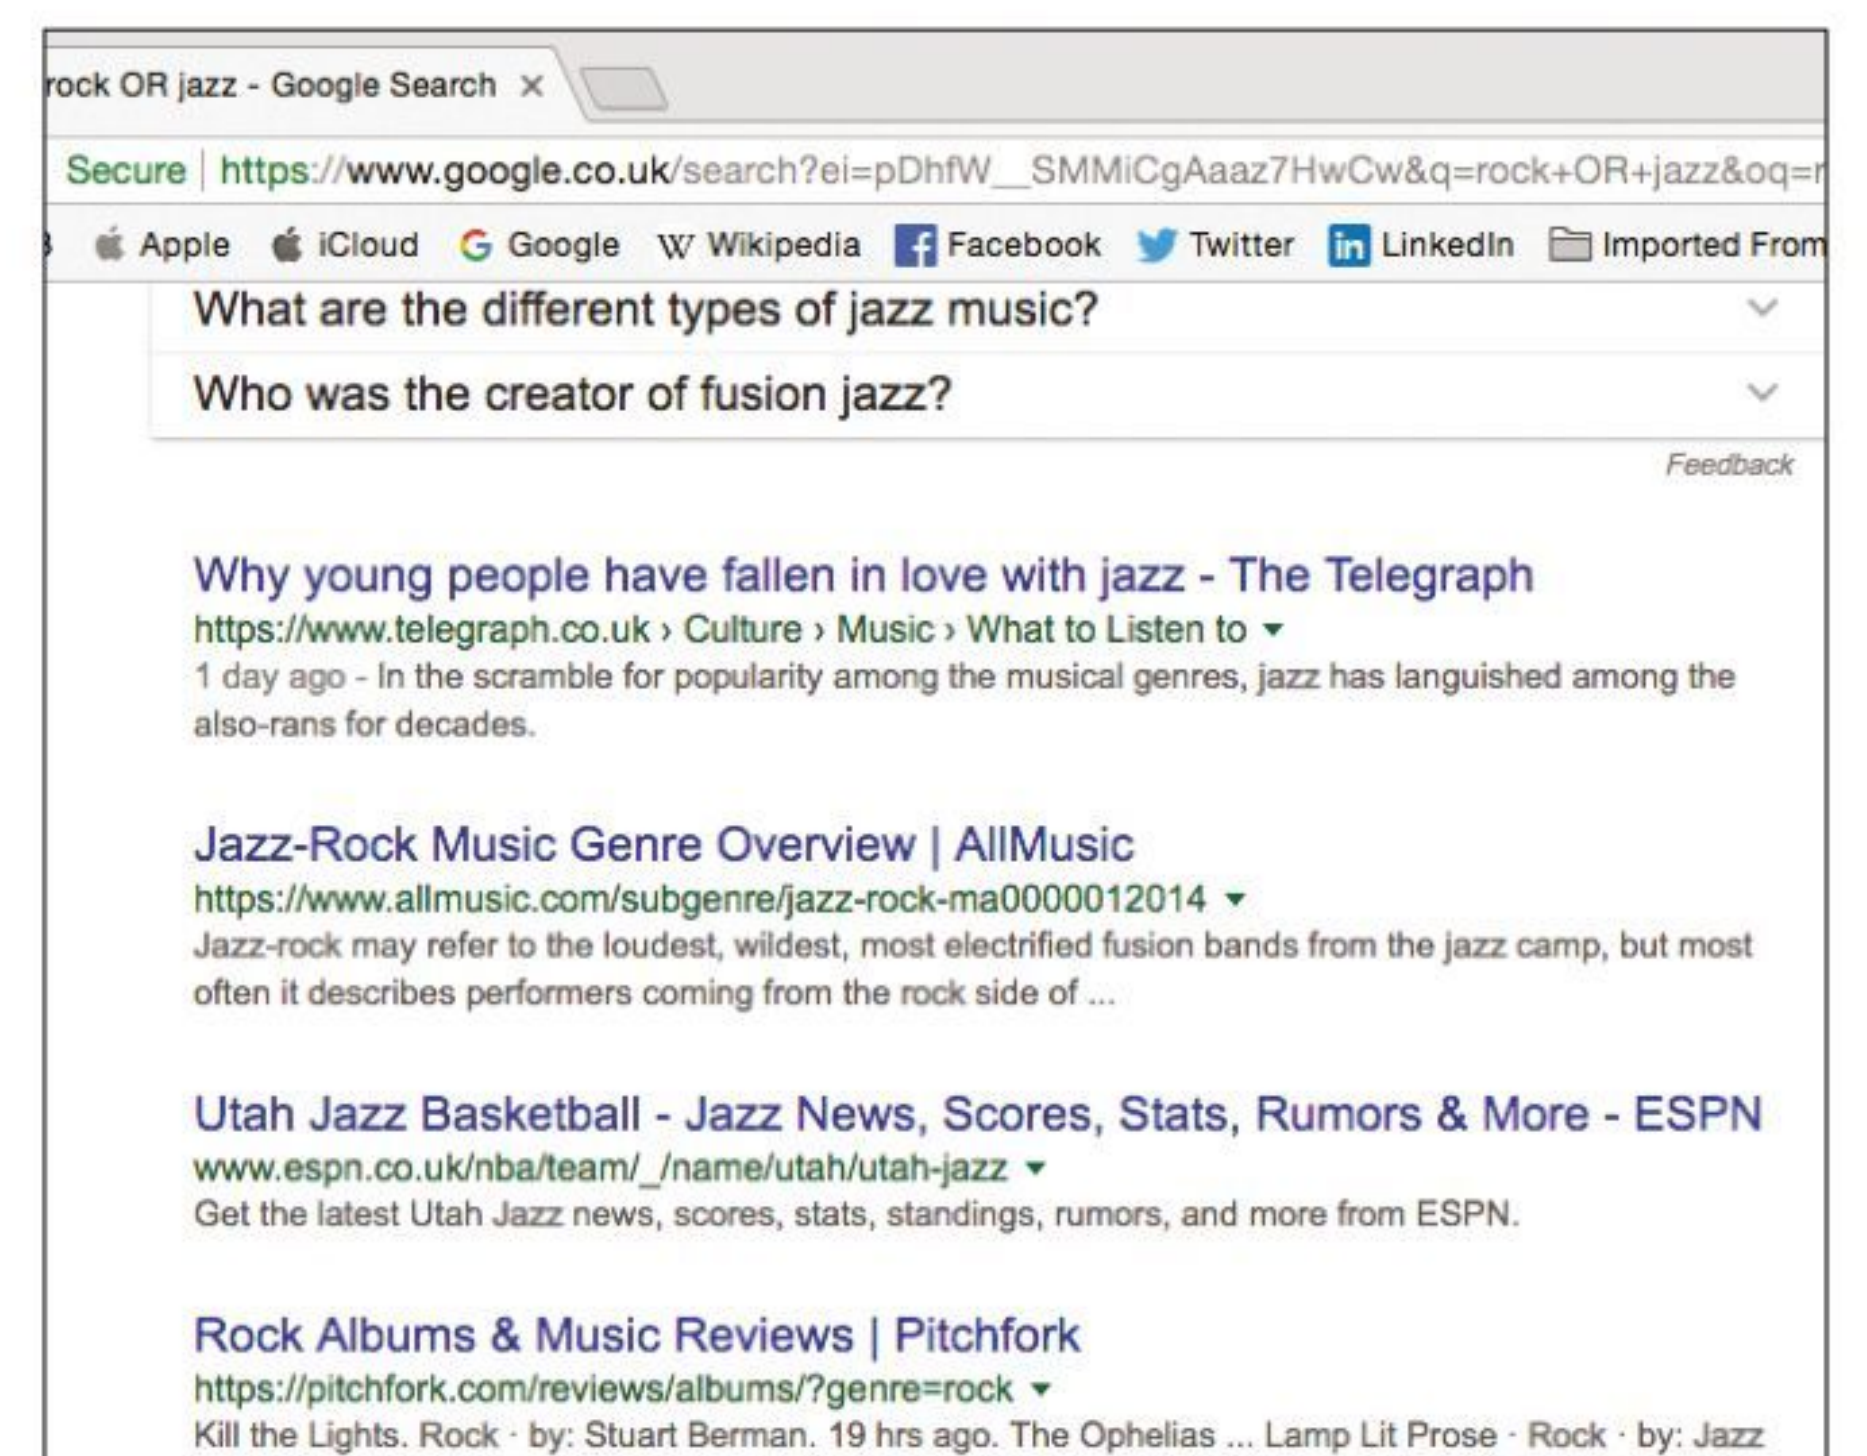 rock OR jazz - Google Search ×
Secure | https://www.google.co.uk/search?ei=pDhfW__SMMiCgAaaz7HwCw&q=rock+OR+jazz&oq=r
Apple iCloud Google W Wikipedia Facebook Twitter in LinkedIn Imported From
What are the different types of jazz music?
Who was the creator of fusion jazz?
Feedback
Why young people have fallen in love with jazz - The Telegraph
https://www.telegraph.co.uk › Culture › Music › What to Listen to
1 day ago - In the scramble for popularity among the musical genres, jazz has languished among the
also-rans for decades.
Jazz-Rock Music Genre Overview | AllMusic
https://www.allmusic.com/subgenre/jazz-rock-ma0000012014
Jazz-rock may refer to the loudest, wildest, most electrified fusion bands from the jazz camp, but most
often it describes performers coming from the rock side of ...
Utah Jazz Basketball - Jazz News, Scores, Stats, Rumors & More - ESPN
www.espn.co.uk/nba/team/_/name/utah/utah-jazz
Get the latest Utah Jazz news, scores, stats, standings, rumors, and more from ESPN.
Rock Albums & Music Reviews | Pitchfork
https://pitchfork.com/reviews/albums/?genre=rock
Kill the Lights. Rock · by: Stuart Berman. 19 hrs ago. The Ophelias ... Lamp Lit Prose · Rock · by: Jazz